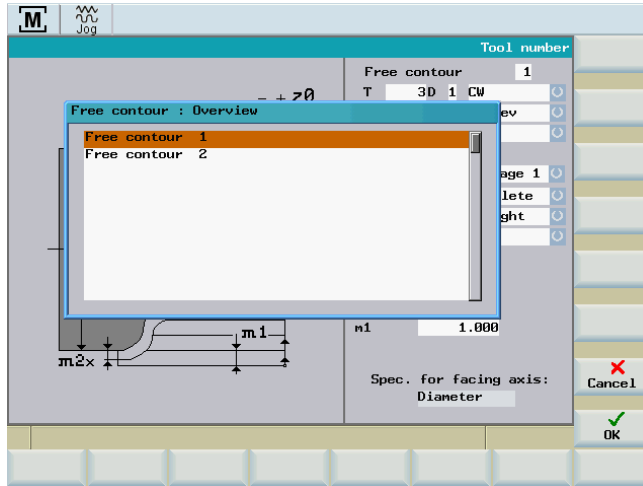 M
Jog
Tool number
Free contour 1
T 3 D 1 CW
z0
Free contour : Overview
Free contour 1
Free contour 2
ev
age 1
lete
ght
m1
m2x
m1 1.000
Spec. for facing axis:
Diameter
Cancel
OK